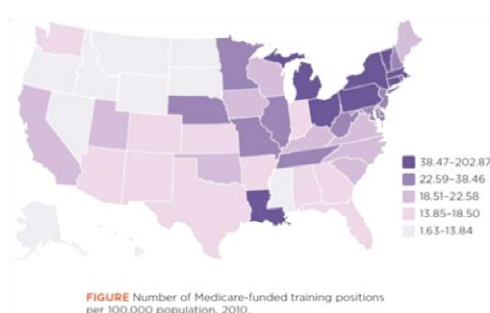 38.47–202.87
22.59–38.46
18.51–22.58
13.85–18.50
1.63–13.84
FIGURE Number of Medicare-funded training positions
per 100,000 population, 2010.